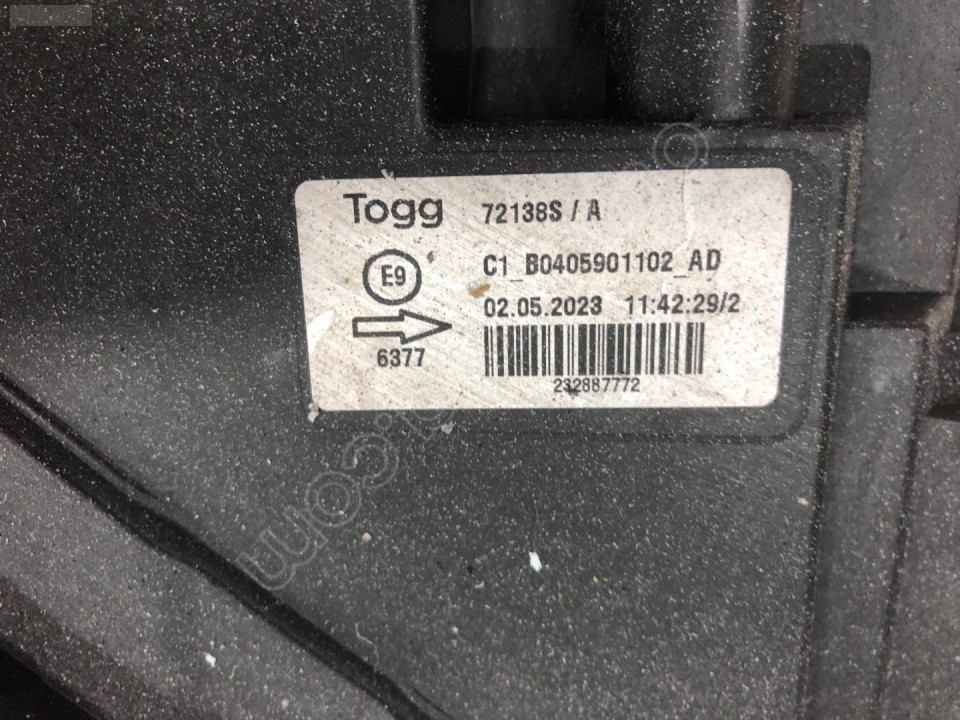 Togg 72138S / A
E9 C1_B0405901102_AD
02.05.2023 11:42:29/2
6377
232887772